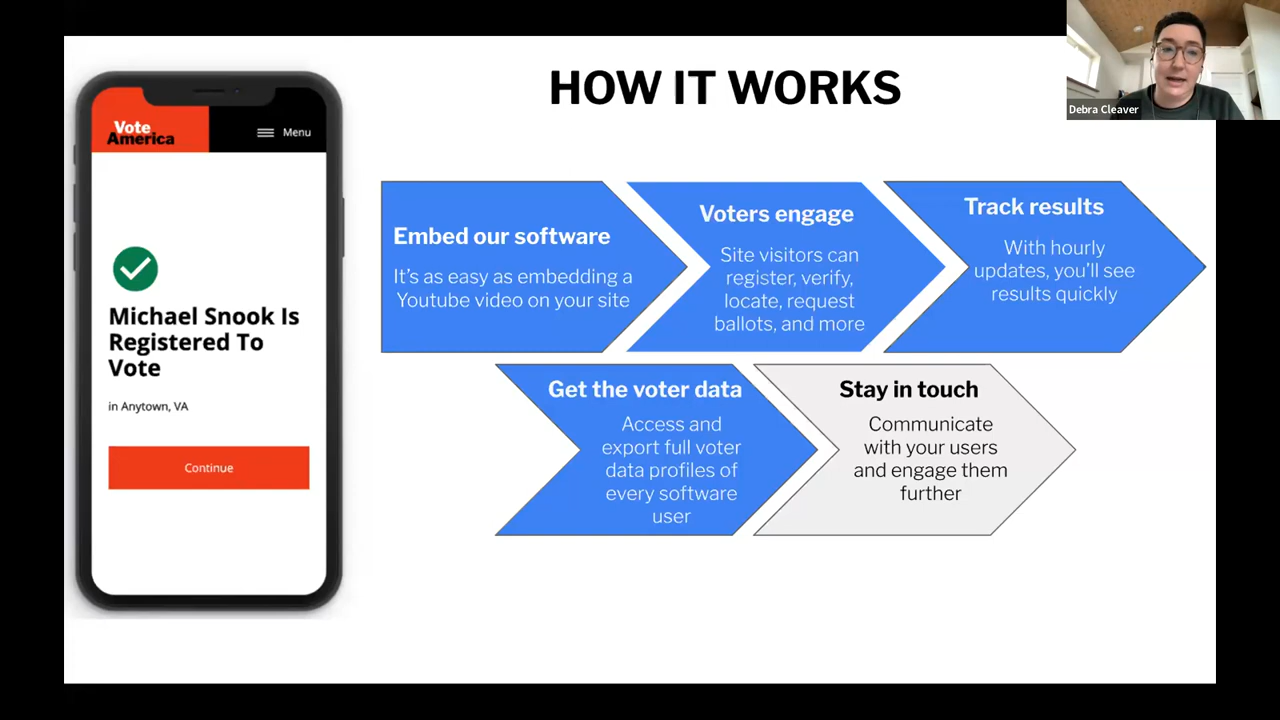 HOW IT WORKS
Debra Cleaver
Vote
America
Menu
Michael Snook Is
Registered To
Vote
in Anytown, VA
Continue
Embed our software
It's as easy as embedding a
Youtube video on your site
Voters engage
Site visitors can
register, verify,
locate, request
ballots, and more
Track results
With hourly
updates, you'll see
results quickly
Get the voter data
Access and
export full voter
data profiles of
every software
user
Stay in touch
Communicate
with your users
and engage them
further